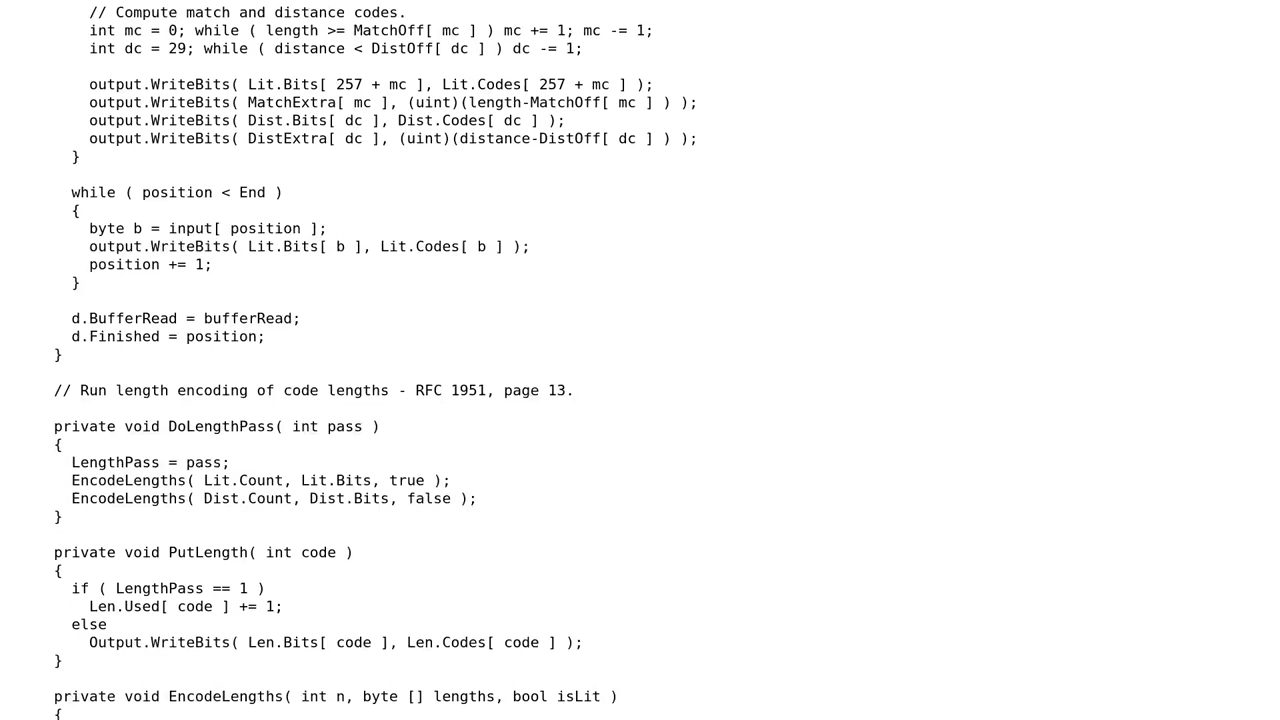 // Compute match and distance codes.
int mc = 0; while ( length >= MatchOff[ mc ] ) mc += 1; mc -= 1;
int dc = 29; while ( distance < DistOff[ dc ] ) dc -= 1;
output.WriteBits( Lit.Bits[ 257 + mc ], Lit.Codes[ 257 + mc ] );
output.WriteBits( MatchExtra[ mc ], (uint)(length-MatchOff[ mc ] ) );
output.WriteBits( Dist.Bits[ dc ], Dist.Codes[ dc ] );
output.WriteBits( DistExtra[ dc ], (uint)(distance-DistOff[ dc ] ) );
}
while ( position < End )
{
byte b = input[ position ];
output.WriteBits( Lit.Bits[ b ], Lit.Codes[ b ] );
position += 1;
}
d.BufferRead = bufferRead;
d.Finished = position;
}
// Run length encoding of code lengths - RFC 1951, page 13.
private void DoLengthPass( int pass )
{
LengthPass = pass;
EncodeLengths( Lit.Count, Lit.Bits, true );
EncodeLengths( Dist.Count, Dist.Bits, false );
}
private void PutLength( int code )
{
if ( LengthPass == 1 )
Len.Used[ code ] += 1;
else
Output.WriteBits( Len.Bits[ code ], Len.Codes[ code ] );
}
private void EncodeLengths( int n, byte [] lengths, bool isLit )
{